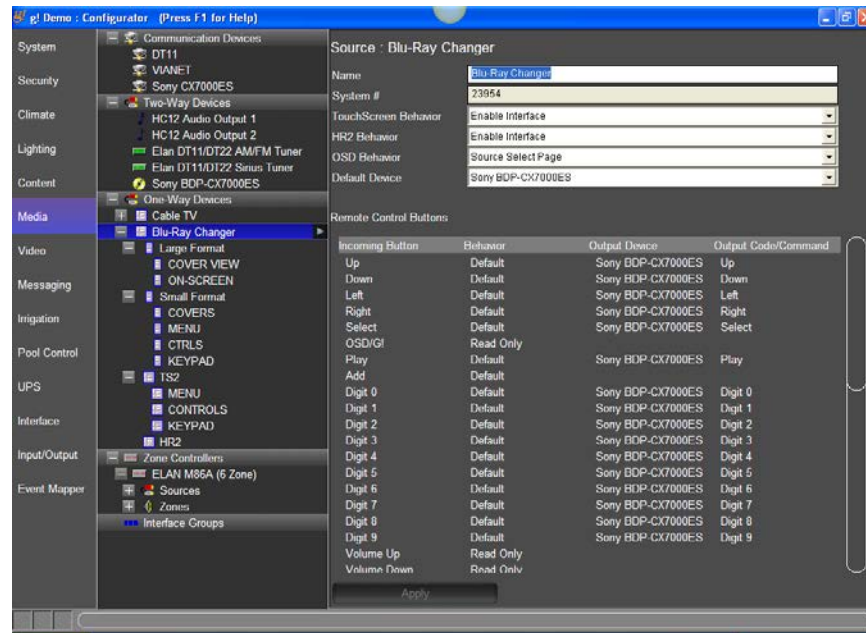 g! Demo : Configurator (Press F1 for Help)
System
Security
Climate
Lighting
Content
Media
Video
Messaging
Irrigation
Pool Control
UPS
Interface
Input/Output
Event Mapper
Communication Devices
DT11
VIANET
Sony CX7000ES
Two-Way Devices
HC12 Audio Output 1
HC12 Audio Output 2
Elan DT11/DT22 AM/FM Tuner
Elan DT11/DT22 Sirius Tuner
Sony BDP-CX7000ES
One-Way Devices
Cable TV
Blu-Ray Changer
Large Format
COVER VIEW
ON-SCREEN
Small Format
COVERS
MENU
CTRLS
KEYPAD
TS2
MENU
CONTROLS
KEYPAD
HR2
Zone Controllers
ELAN M86A (6 Zone)
Sources
Zones
Interface Groups
Source : Blu-Ray Changer
Name Blu-Ray Changer
System # 23954
TouchScreen Behavior Enable Interface
HR2 Behavior Enable Interface
OSD Behavior Source Select Page
Default Device Sony BDP-CX7000ES
Remote Control Buttons
Incoming Button Behavior Output Device Output Code/Command
Up Default Sony BDP-CX7000ES Up
Down Default Sony BDP-CX7000ES Down
Left Default Sony BDP-CX7000ES Left
Right Default Sony BDP-CX7000ES Right
Select Default Sony BDP-CX7000ES Select
OSD/G! Read Only
Play Default Sony BDP-CX7000ES Play
Add Default
Digit 0 Default Sony BDP-CX7000ES Digit 0
Digit 1 Default Sony BDP-CX7000ES Digit 1
Digit 2 Default Sony BDP-CX7000ES Digit 2
Digit 3 Default Sony BDP-CX7000ES Digit 3
Digit 4 Default Sony BDP-CX7000ES Digit 4
Digit 5 Default Sony BDP-CX7000ES Digit 5
Digit 6 Default Sony BDP-CX7000ES Digit 6
Digit 7 Default Sony BDP-CX7000ES Digit 7
Digit 8 Default Sony BDP-CX7000ES Digit 8
Digit 9 Default Sony BDP-CX7000ES Digit 9
Volume Up Read Only
Volume Down Read Only
Apply